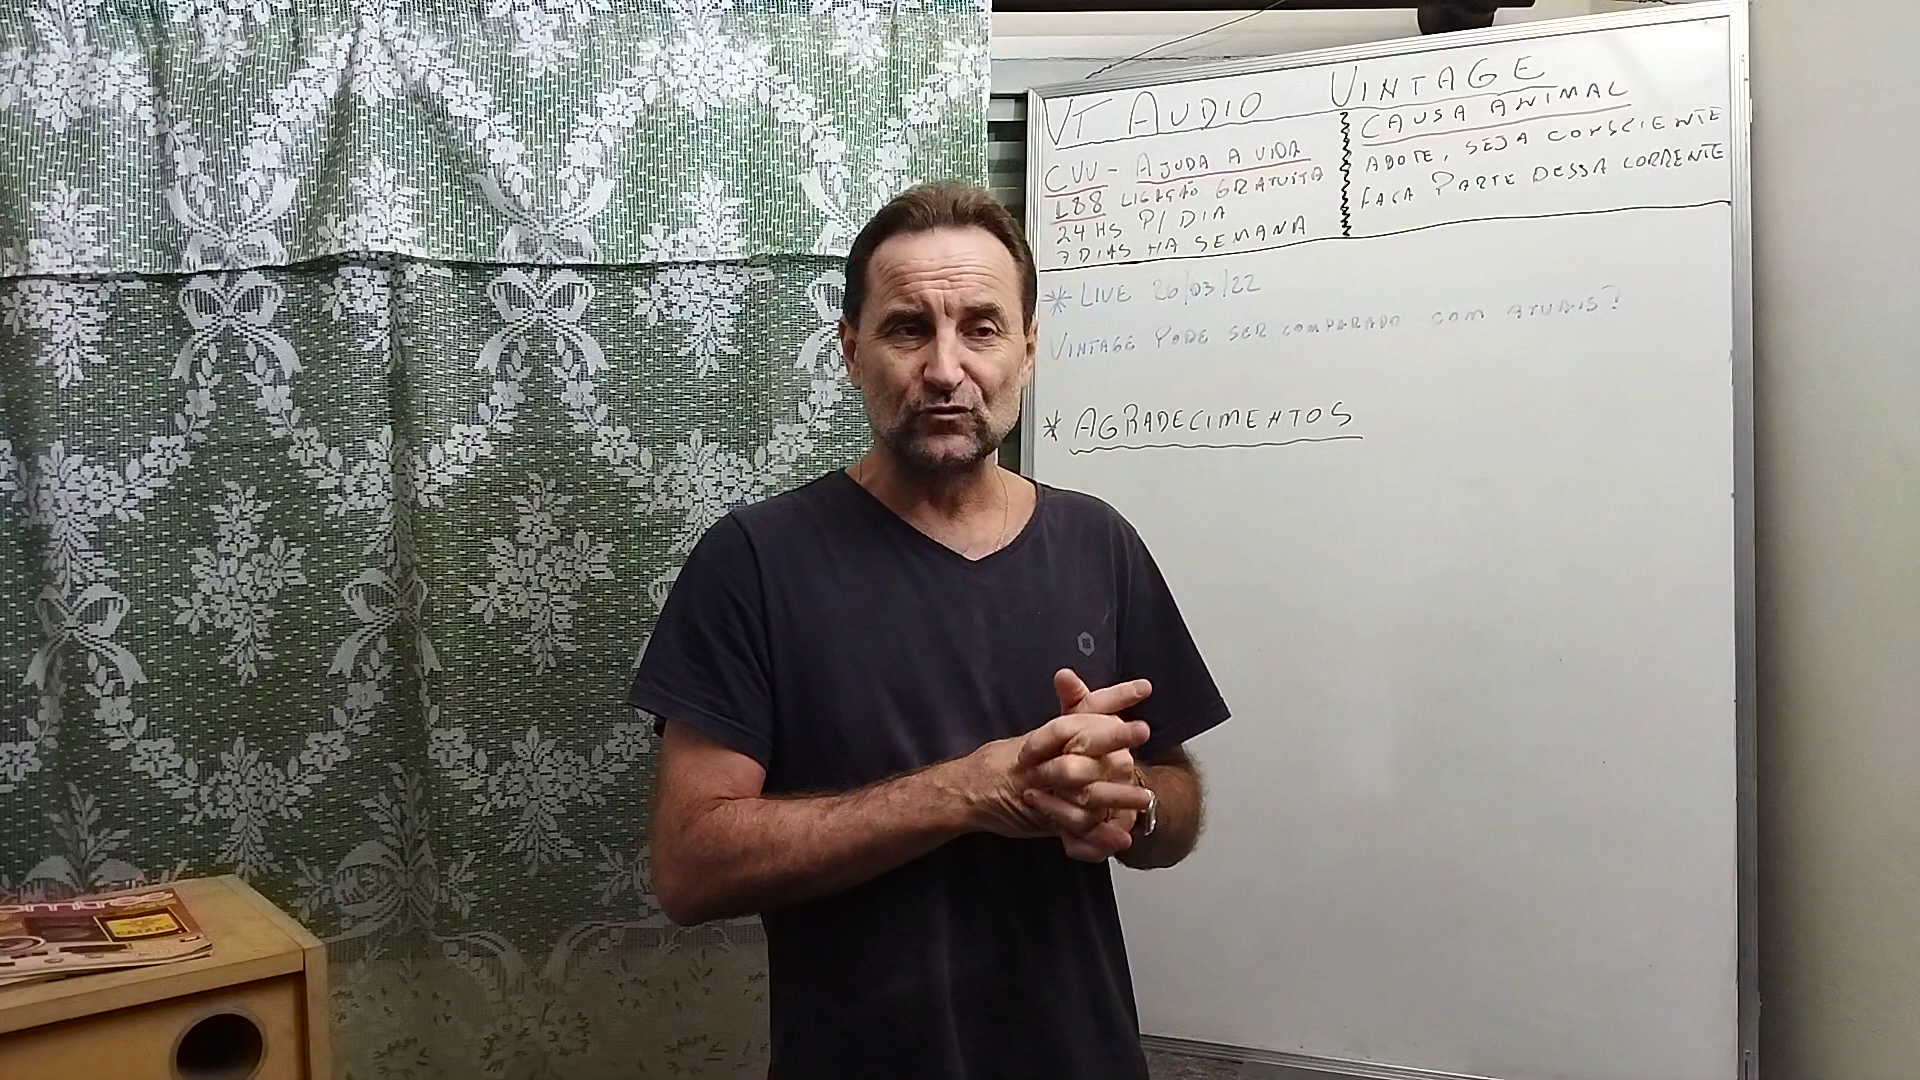 VT AUDIO VINTAGE
CVV - AJUDA A VIDA
188 LIGAÇÃO GRATUITA
24 HS P/ DIA
7 DIAS NA SEMANA
CAUSA ANIMAL
ADOTE, SEJA CONSCIENTE
FAÇA PARTE DESSA CORRENTE
* LIVE 26/03/22
VINTAGE PODE SER COMPARADO COM ATUAIS?
* AGRADECIMENTOS